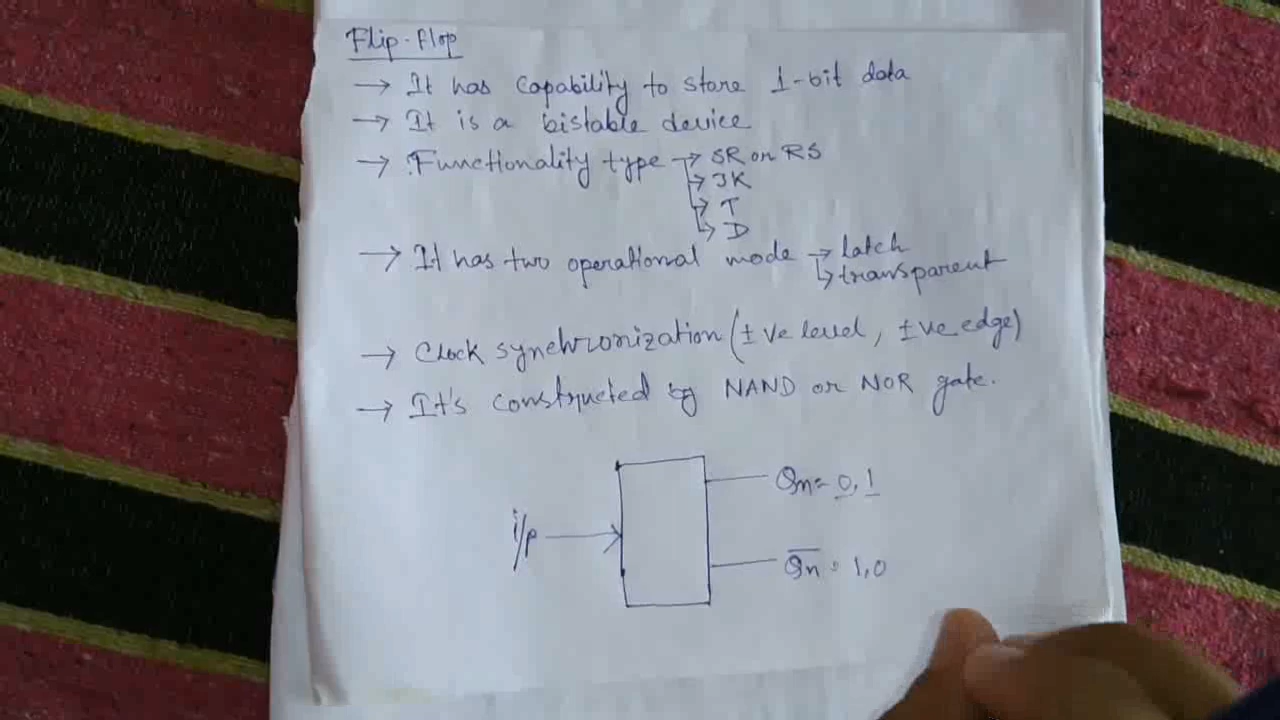 Flip-Flop
→ It has capability to store 1-bit data
→ It is a bistable device
→ Functionality type → SR or RS
→ JK
→ T
→ D
→ It has two operational mode → latch
→ transparent
→ Clock synchronization (±ve level, ±ve edge)
→ It's constructed by NAND or NOR gate.
Qn = 0, 1
i/p
Q̅n̅ = 1, 0